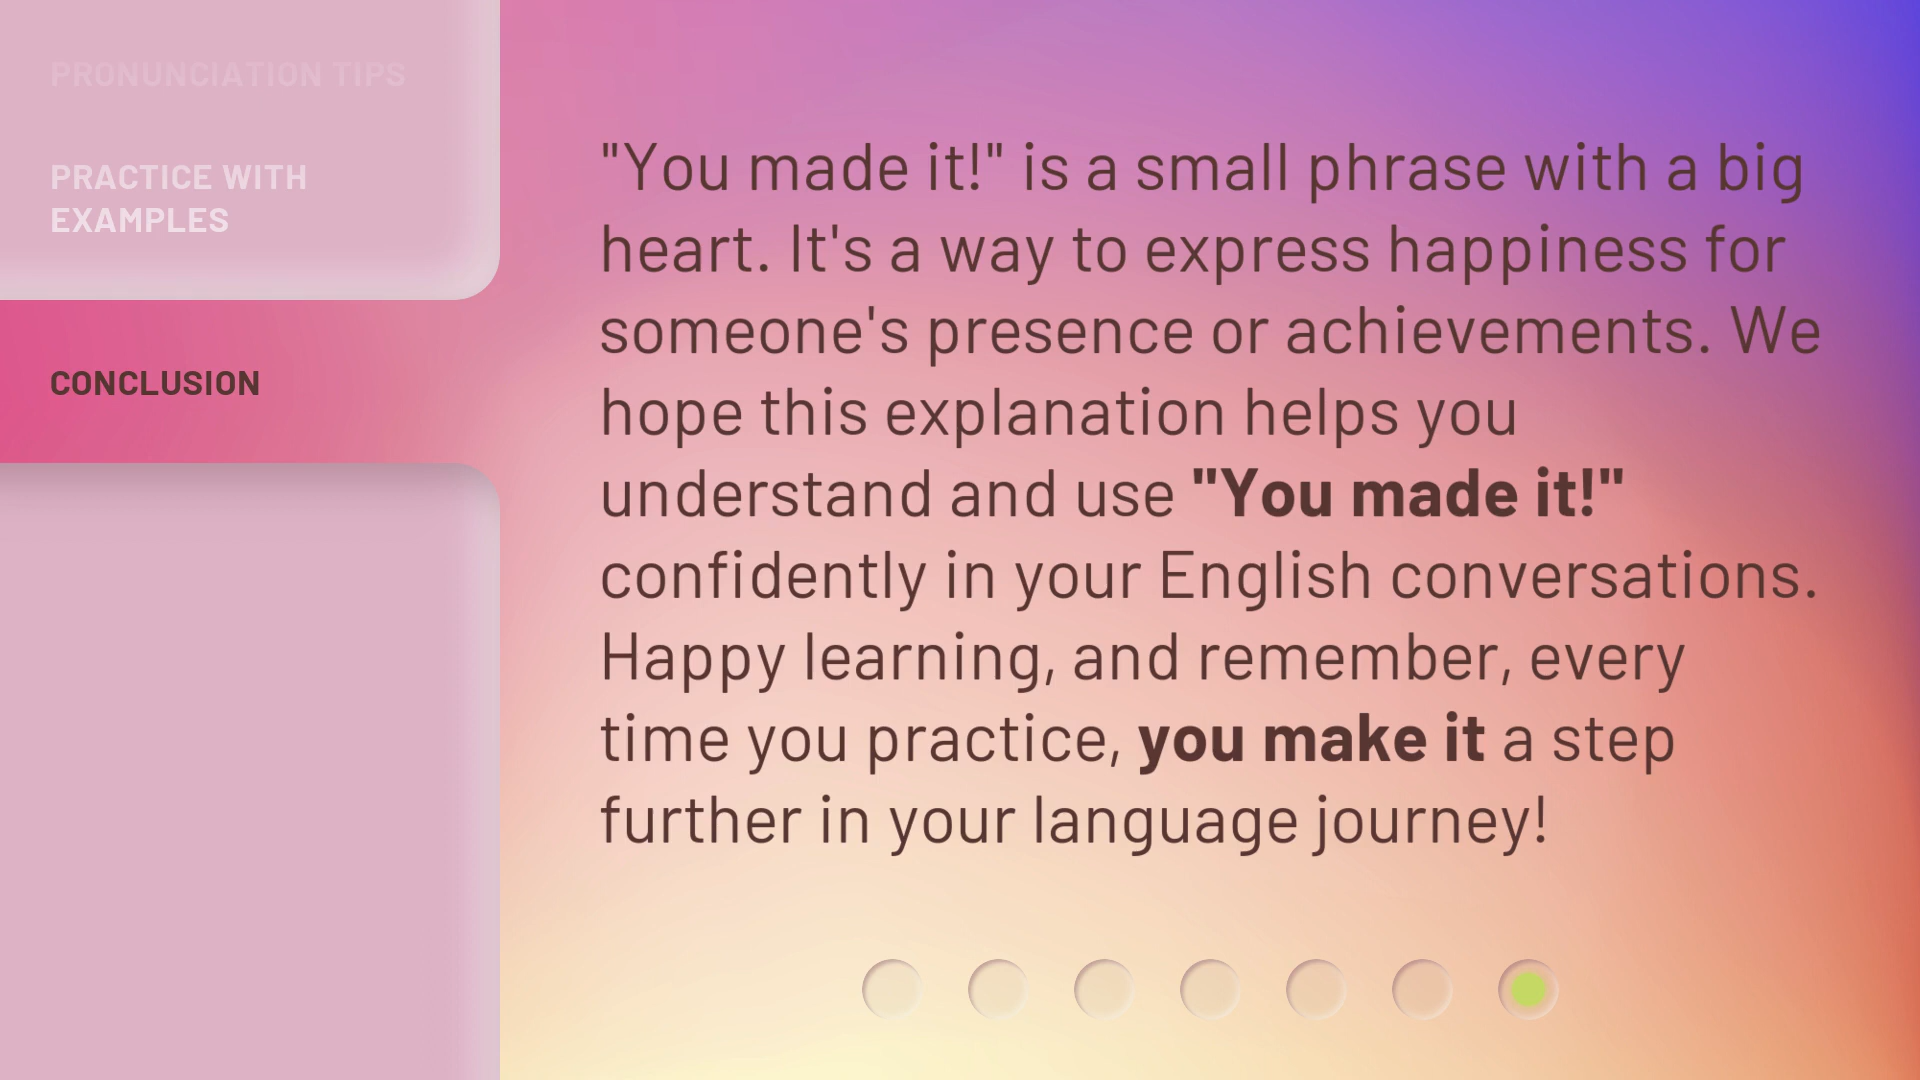 PRONUNCIATION TIPS
PRACTICE WITH
EXAMPLES
CONCLUSION
"You made it!" is a small phrase with a big
heart. It's a way to express happiness for
someone's presence or achievements. We
hope this explanation helps you
understand and use "You made it!"
confidently in your English conversations.
Happy learning, and remember, every
time you practice, you make it a step
further in your language journey!